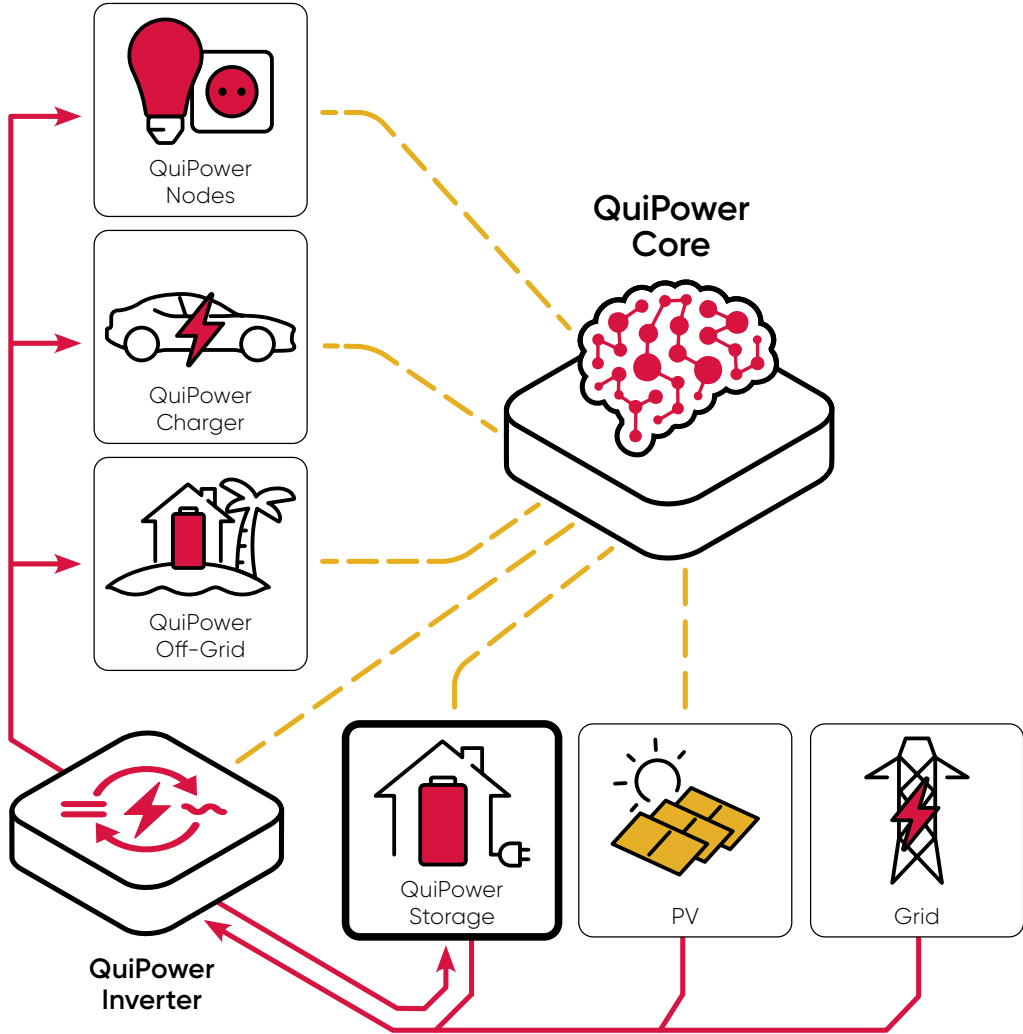 QuiPower
Nodes
QuiPower
Core
QuiPower
Charger
QuiPower
Off-Grid
QuiPower
Storage
PV
Grid
QuiPower
Inverter